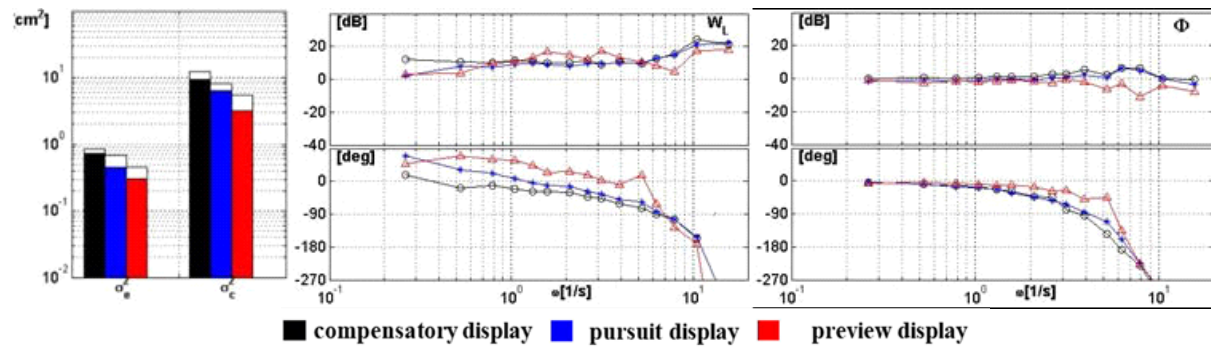 [cm²]
10¹
10⁰
10⁻¹
10⁻²
σ²e
σ²c
[dB]
W_L
20
0
-20
-40
[deg]
0
-90
-180
-270
10⁻¹
10⁰
ω[1/s]
10¹
[dB]
Φ
20
0
-20
-40
[deg]
0
-90
-180
-270
10⁻¹
10⁰
ω[1/s]
10¹
compensatory display pursuit display preview display